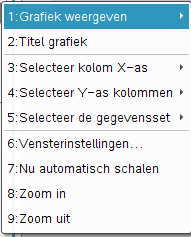 1:Grafiek weergeven
2:Titel grafiek
3:Selecteer kolom X-as
4:Selecteer Y-as kolommen
5:Selecteer de gegevensset
6:Vensterinstellingen...
7:Nu automatisch schalen
8:Zoom in
9:Zoom uit